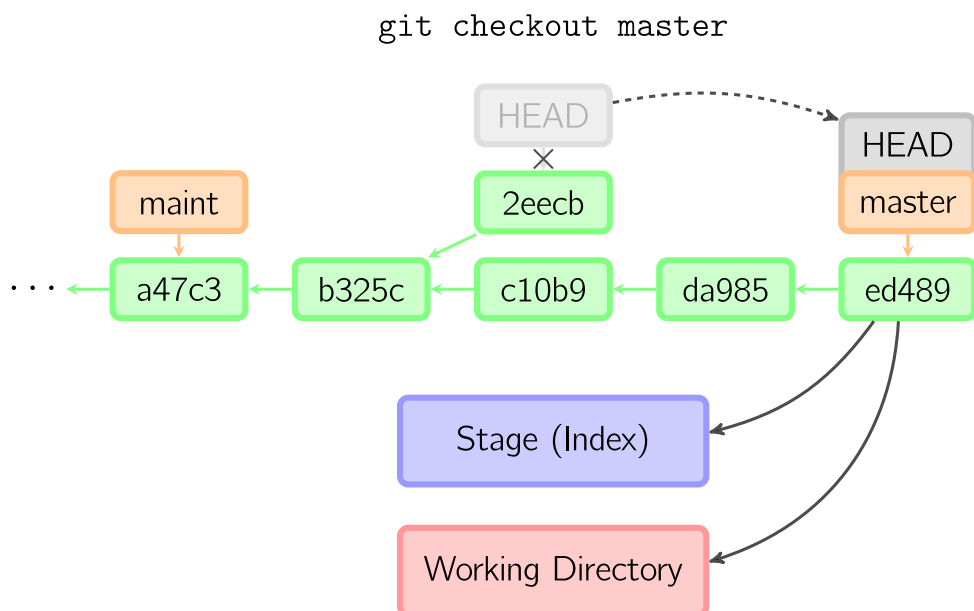 git checkout master
HEAD
HEAD
maint
2eecb
master
...
a47c3
b325c
c10b9
da985
ed489
Stage (Index)
Working Directory